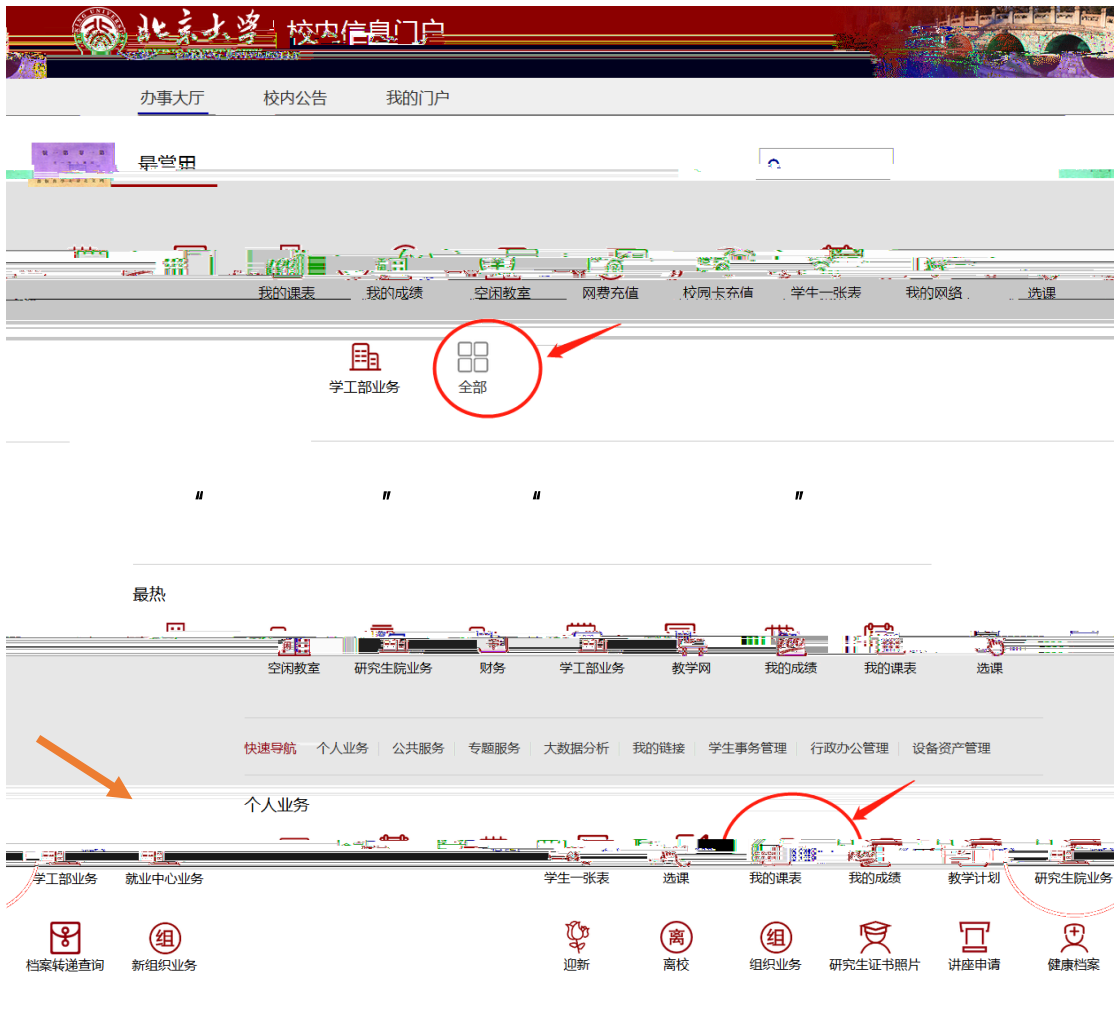 北京大学 校内信息门户
办事大厅 校内公告 我的门户
最常用
我的课表 我的成绩 空闲教室 网费充值 校园卡充值 学生一张表 我的网络 选课
学工部业务 全部
" " " "
最热
空闲教室 研究生院业务 财务 学工部业务 教学网 我的成绩 我的课表 选课
快速导航 个人业务 公共服务 专题服务 大数据分析 我的链接 学生事务管理 行政办公管理 设备资产管理
个人业务
学工部业务 就业中心业务 学生一张表 选课 我的课表 我的成绩 教学计划 研究生院业务
组 离 组
档案转递查询 新组织业务 迎新 离校 组织业务 研究生证书照片 讲座申请 健康档案